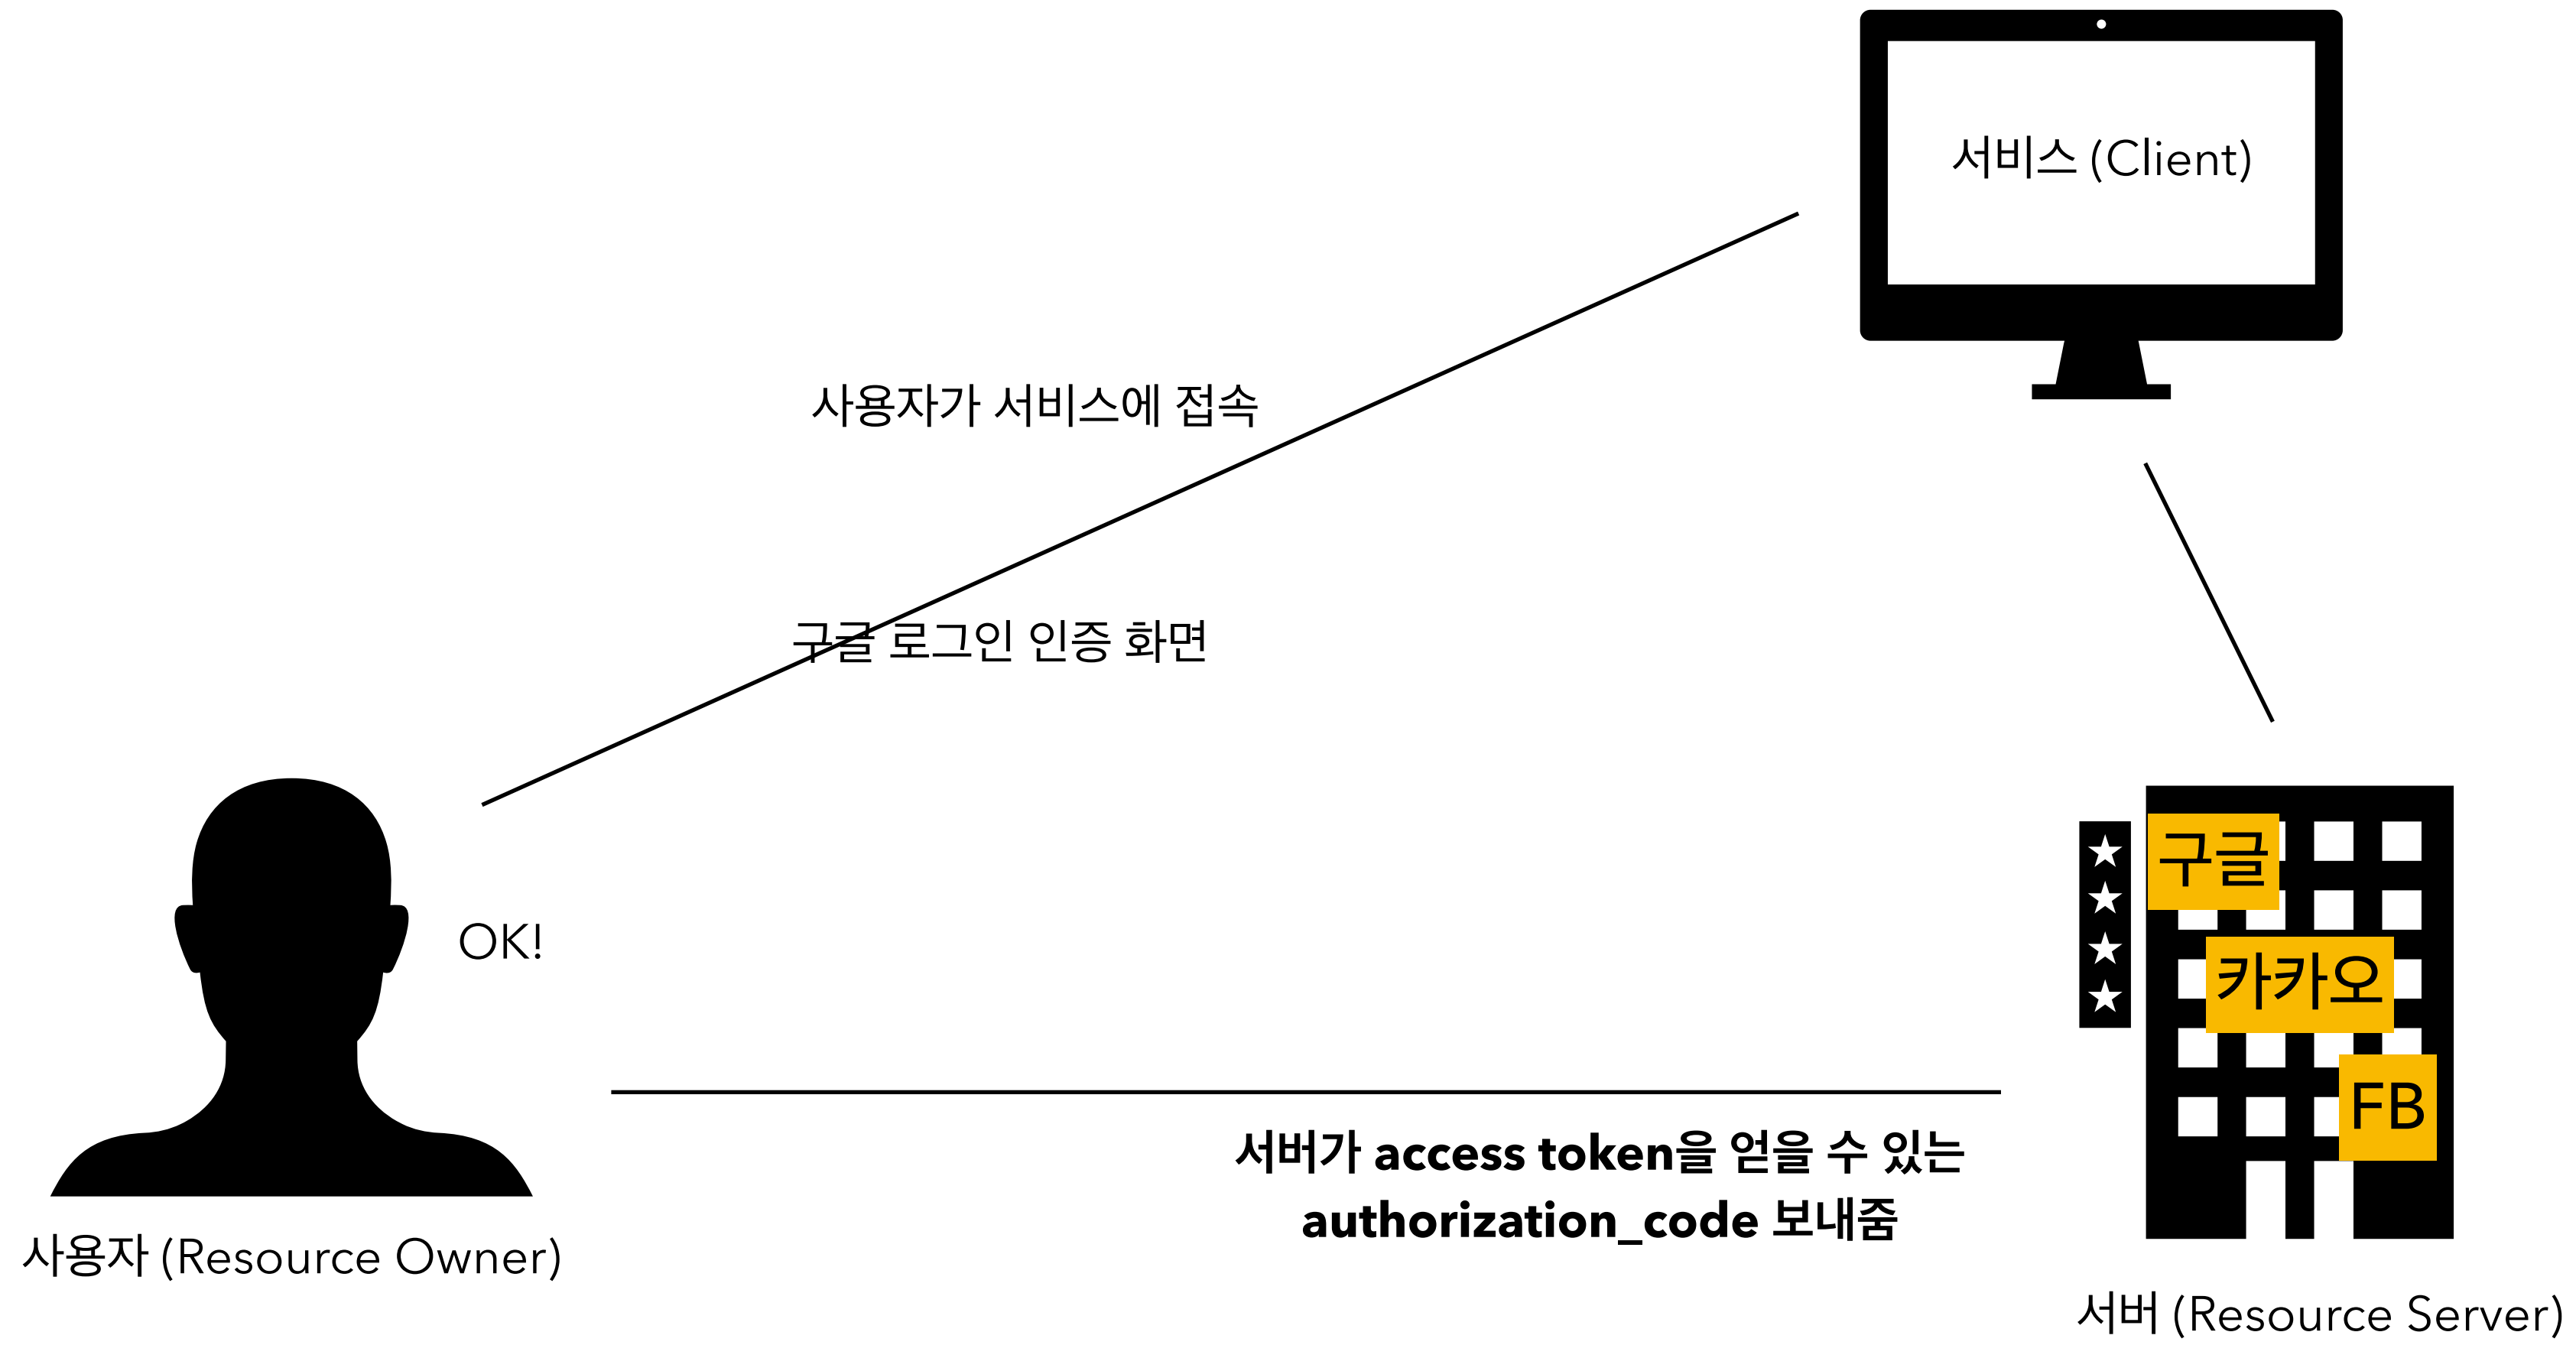 서비스 (Client)
사용자가 서비스에 접속
구글 로그인 인증 화면
구글
OK!
카카오
FB
서버가 access token을 얻을 수 있는
authorization_code 보내줌
사용자 (Resource Owner)
서버 (Resource Server)